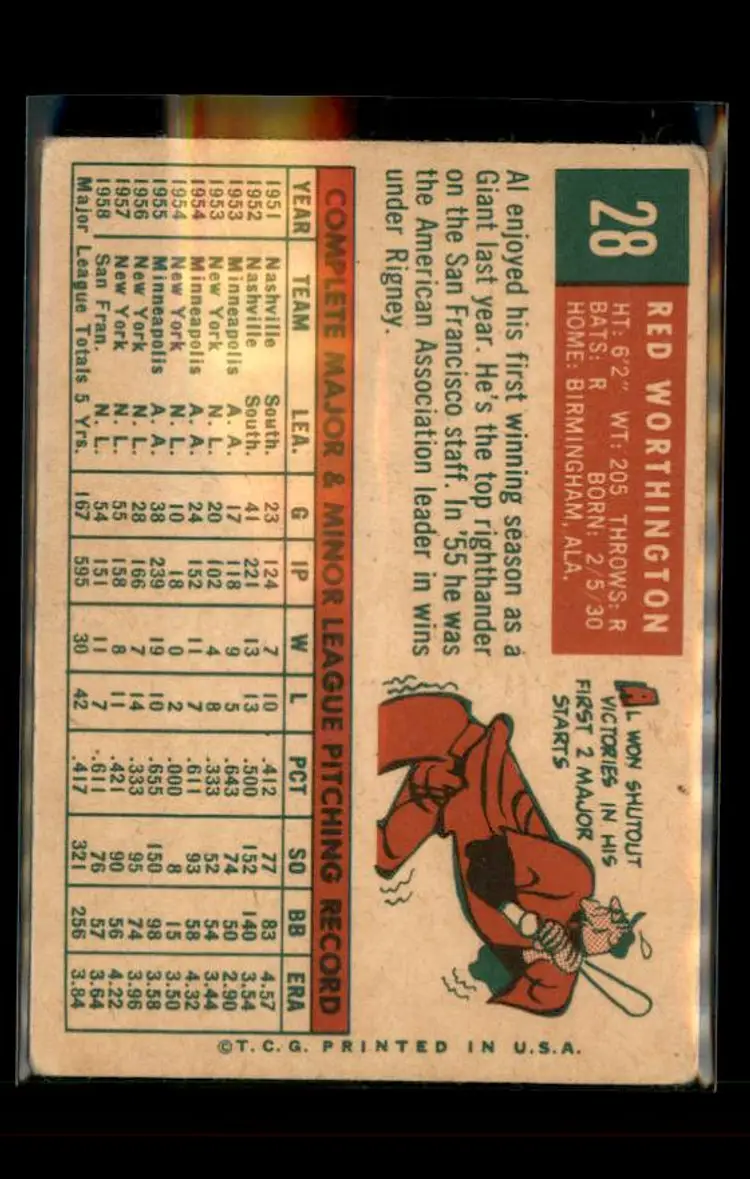 28
RED WORTHINGTON
HT: 6'2" WT: 205 THROWS: R
BATS: R BORN: 2/5/30
HOME: BIRMINGHAM, ALA.
Al enjoyed his first winning season as a
Giant last year. He's the top righthander
on the San Francisco staff. In '55 he was
the American Association leader in wins
under Rigney.
AL WON SHUTOUT
VICTORIES IN HIS
FIRST 2 MAJOR
STARTS
COMPLETE MAJOR & MINOR LEAGUE PITCHING RECORD
YEAR TEAM LEA. G IP W L PCT SO BB ERA
1951 Nashville South. 23 124 7 10 .412 77 83 4.57
1952 Nashville South. 41 221 13 13 .500 152 140 3.54
1953 Minneapolis A. A. 17 118 9 5 .643 74 50 2.90
1953 New York N. L. 20 102 4 8 .333 52 54 3.44
1954 Minneapolis A. A. 24 152 11 7 .611 93 58 4.32
1954 New York N. L. 10 18 0 2 .000 8 15 3.50
1955 Minneapolis A. A. 38 239 19 10 .655 150 98 3.58
1956 New York N. L. 28 166 7 14 .333 95 74 3.96
1957 New York N. L. 55 158 8 11 .421 90 56 4.22
1958 San Fran. N. L. 54 151 11 7 .611 76 57 3.64
Major League Totals 5 Yrs. 167 595 30 42 .417 321 256 3.84
©T. C. G. PRINTED IN U.S.A.